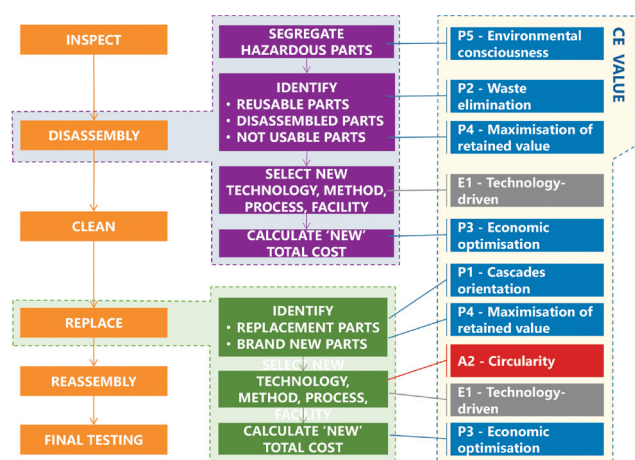 INSPECT
DISASSEMBLY
CLEAN
REPLACE
REASSEMBLY
FINAL TESTING
SEGREGATE
HAZARDOUS PARTS
IDENTIFY
• REUSABLE PARTS
• DISASSEMBLED PARTS
• NOT USABLE PARTS
SELECT NEW
TECHNOLOGY, METHOD,
PROCESS, FACILITY
CALCULATE ‘NEW’
TOTAL COST
IDENTIFY
• REPLACEMENT PARTS
• BRAND NEW PARTS
SELECT NEW
TECHNOLOGY,
METHOD, PROCESS,
FACILITY
CALCULATE ‘NEW’
TOTAL COST
CE VALUE
P5 - Environmental
consciousness
P2 - Waste
elimination
P4 - Maximisation of
retained value
E1 - Technology-
driven
P3 - Economic
optimisation
P1 - Cascades
orientation
P4 - Maximisation of
retained value
A2 - Circularity
E1 - Technology-
driven
P3 - Economic
optimisation